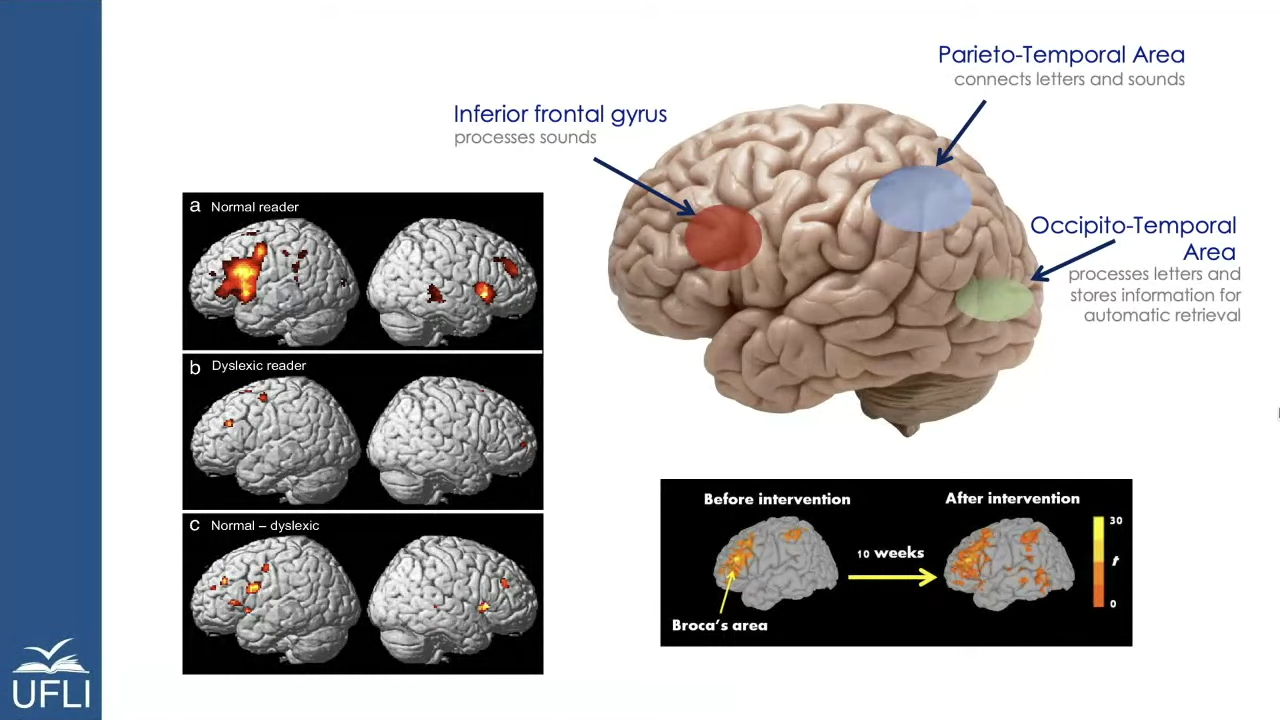 Parieto-Temporal Area
connects letters and sounds
Inferior frontal gyrus
processes sounds
Occipito-Temporal
Area
processes letters and
stores information for
automatic retrieval
a Normal reader
b Dyslexic reader
c Normal – dyslexic
Before intervention
After intervention
10 weeks
30
t
0
Broca's area
UFLI